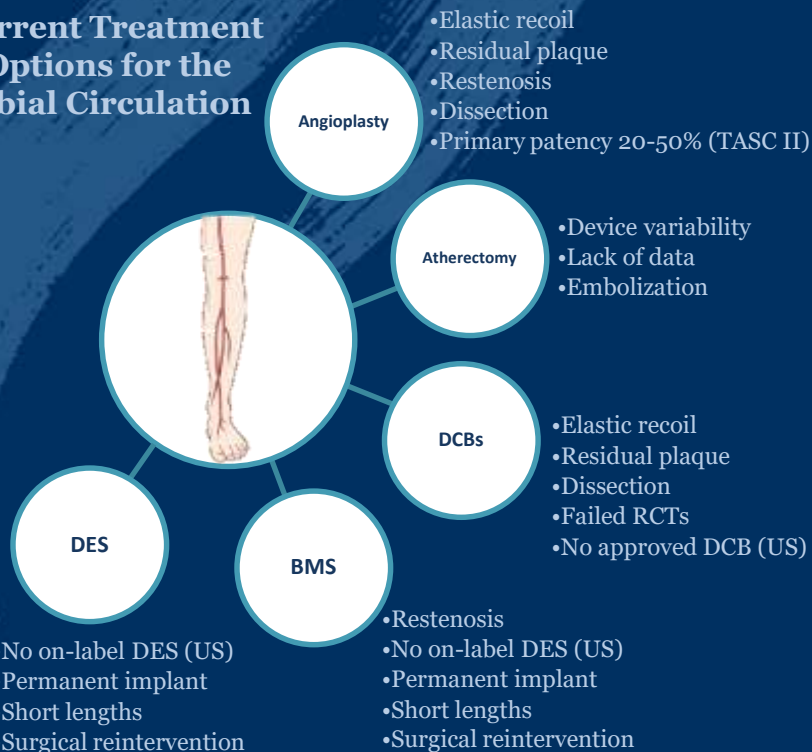 rrent Treatment
ptions for the
bial Circulation
Angioplasty
•Elastic recoil
•Residual plaque
•Restenosis
•Dissection
•Primary patency 20-50% (TASC II)
Atherectomy
•Device variability
•Lack of data
•Embolization
DCBs
•Elastic recoil
•Residual plaque
•Dissection
•Failed RCTs
•No approved DCB (US)
BMS
•Restenosis
•No on-label DES (US)
•Permanent implant
•Short lengths
•Surgical reintervention
DES
No on-label DES (US)
Permanent implant
Short lengths
Surgical reintervention